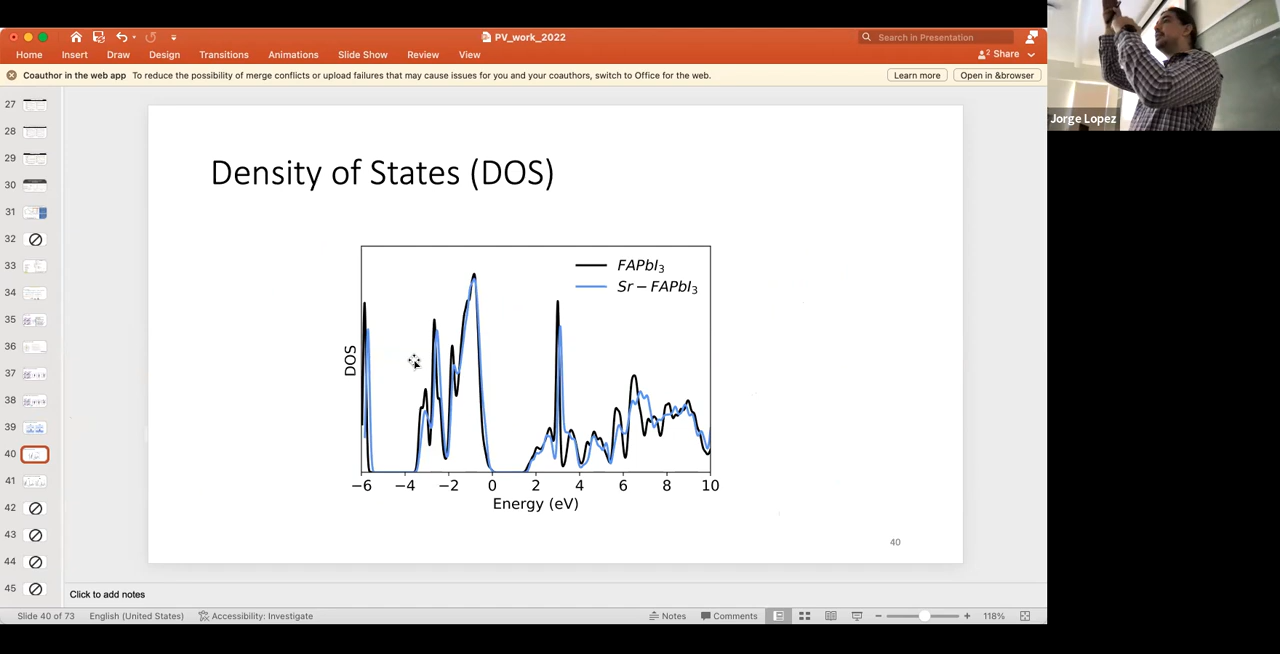 PV_work_2022
Search in Presentation
Home Insert Draw Design Transitions Animations Slide Show Review View
2 Share
Coauthor in the web app To reduce the possibility of merge conflicts or upload failures that may cause issues for you and your coauthors, switch to Office for the web.
Learn more
Open in &browser
Jorge Lopez
27
28
29
30
31
32
33
34
35
36
37
38
39
40
41
42
43
44
45
Density of States (DOS)
FAPbI3
Sr − FAPbI3
DOS
−6 −4 −2 0 2 4 6 8 10
Energy (eV)
40
Click to add notes
Slide 40 of 73
English (United States)
Accessibility: Investigate
Notes
Comments
118%